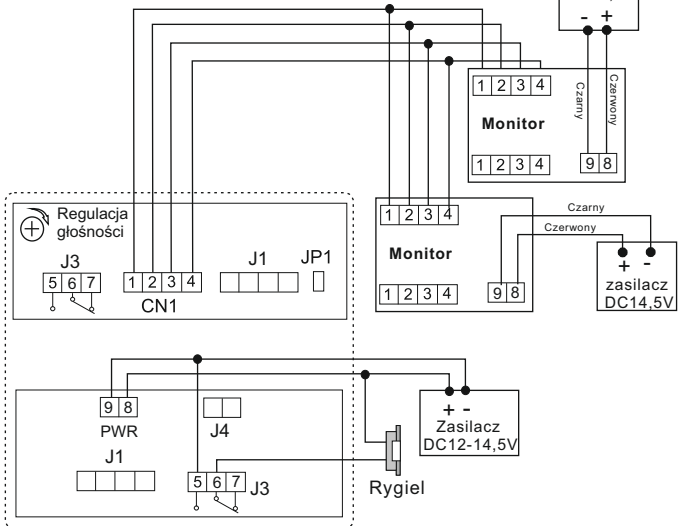 - +
1 2 3 4
Monitor
Czarny
Czerwony
1 2 3 4
9 8
Regulacja
głośności
J3
5 6 7
1 2 3 4
CN1
J1
JP1
1 2 3 4
Monitor
1 2 3 4
9 8
Czarny
Czerwony
+ -
zasilacz
DC14,5V
9 8
PWR
J4
J1
5 6 7
J3
Rygiel
+ -
Zasilacz
DC12-14,5V